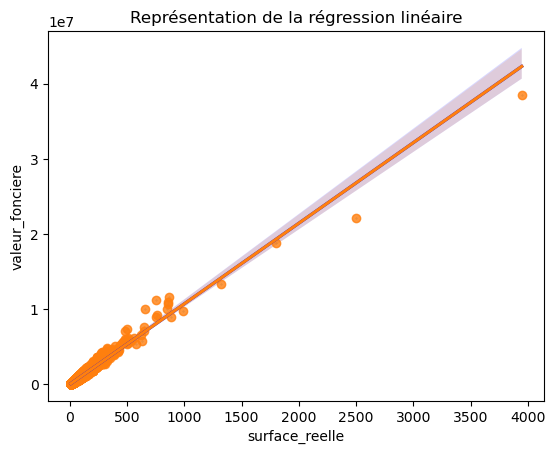 Représentation de la régression linéaire
1e7
4
3
2
1
0
valeur_fonciere
0 500 1000 1500 2000 2500 3000 3500 4000
surface_reelle